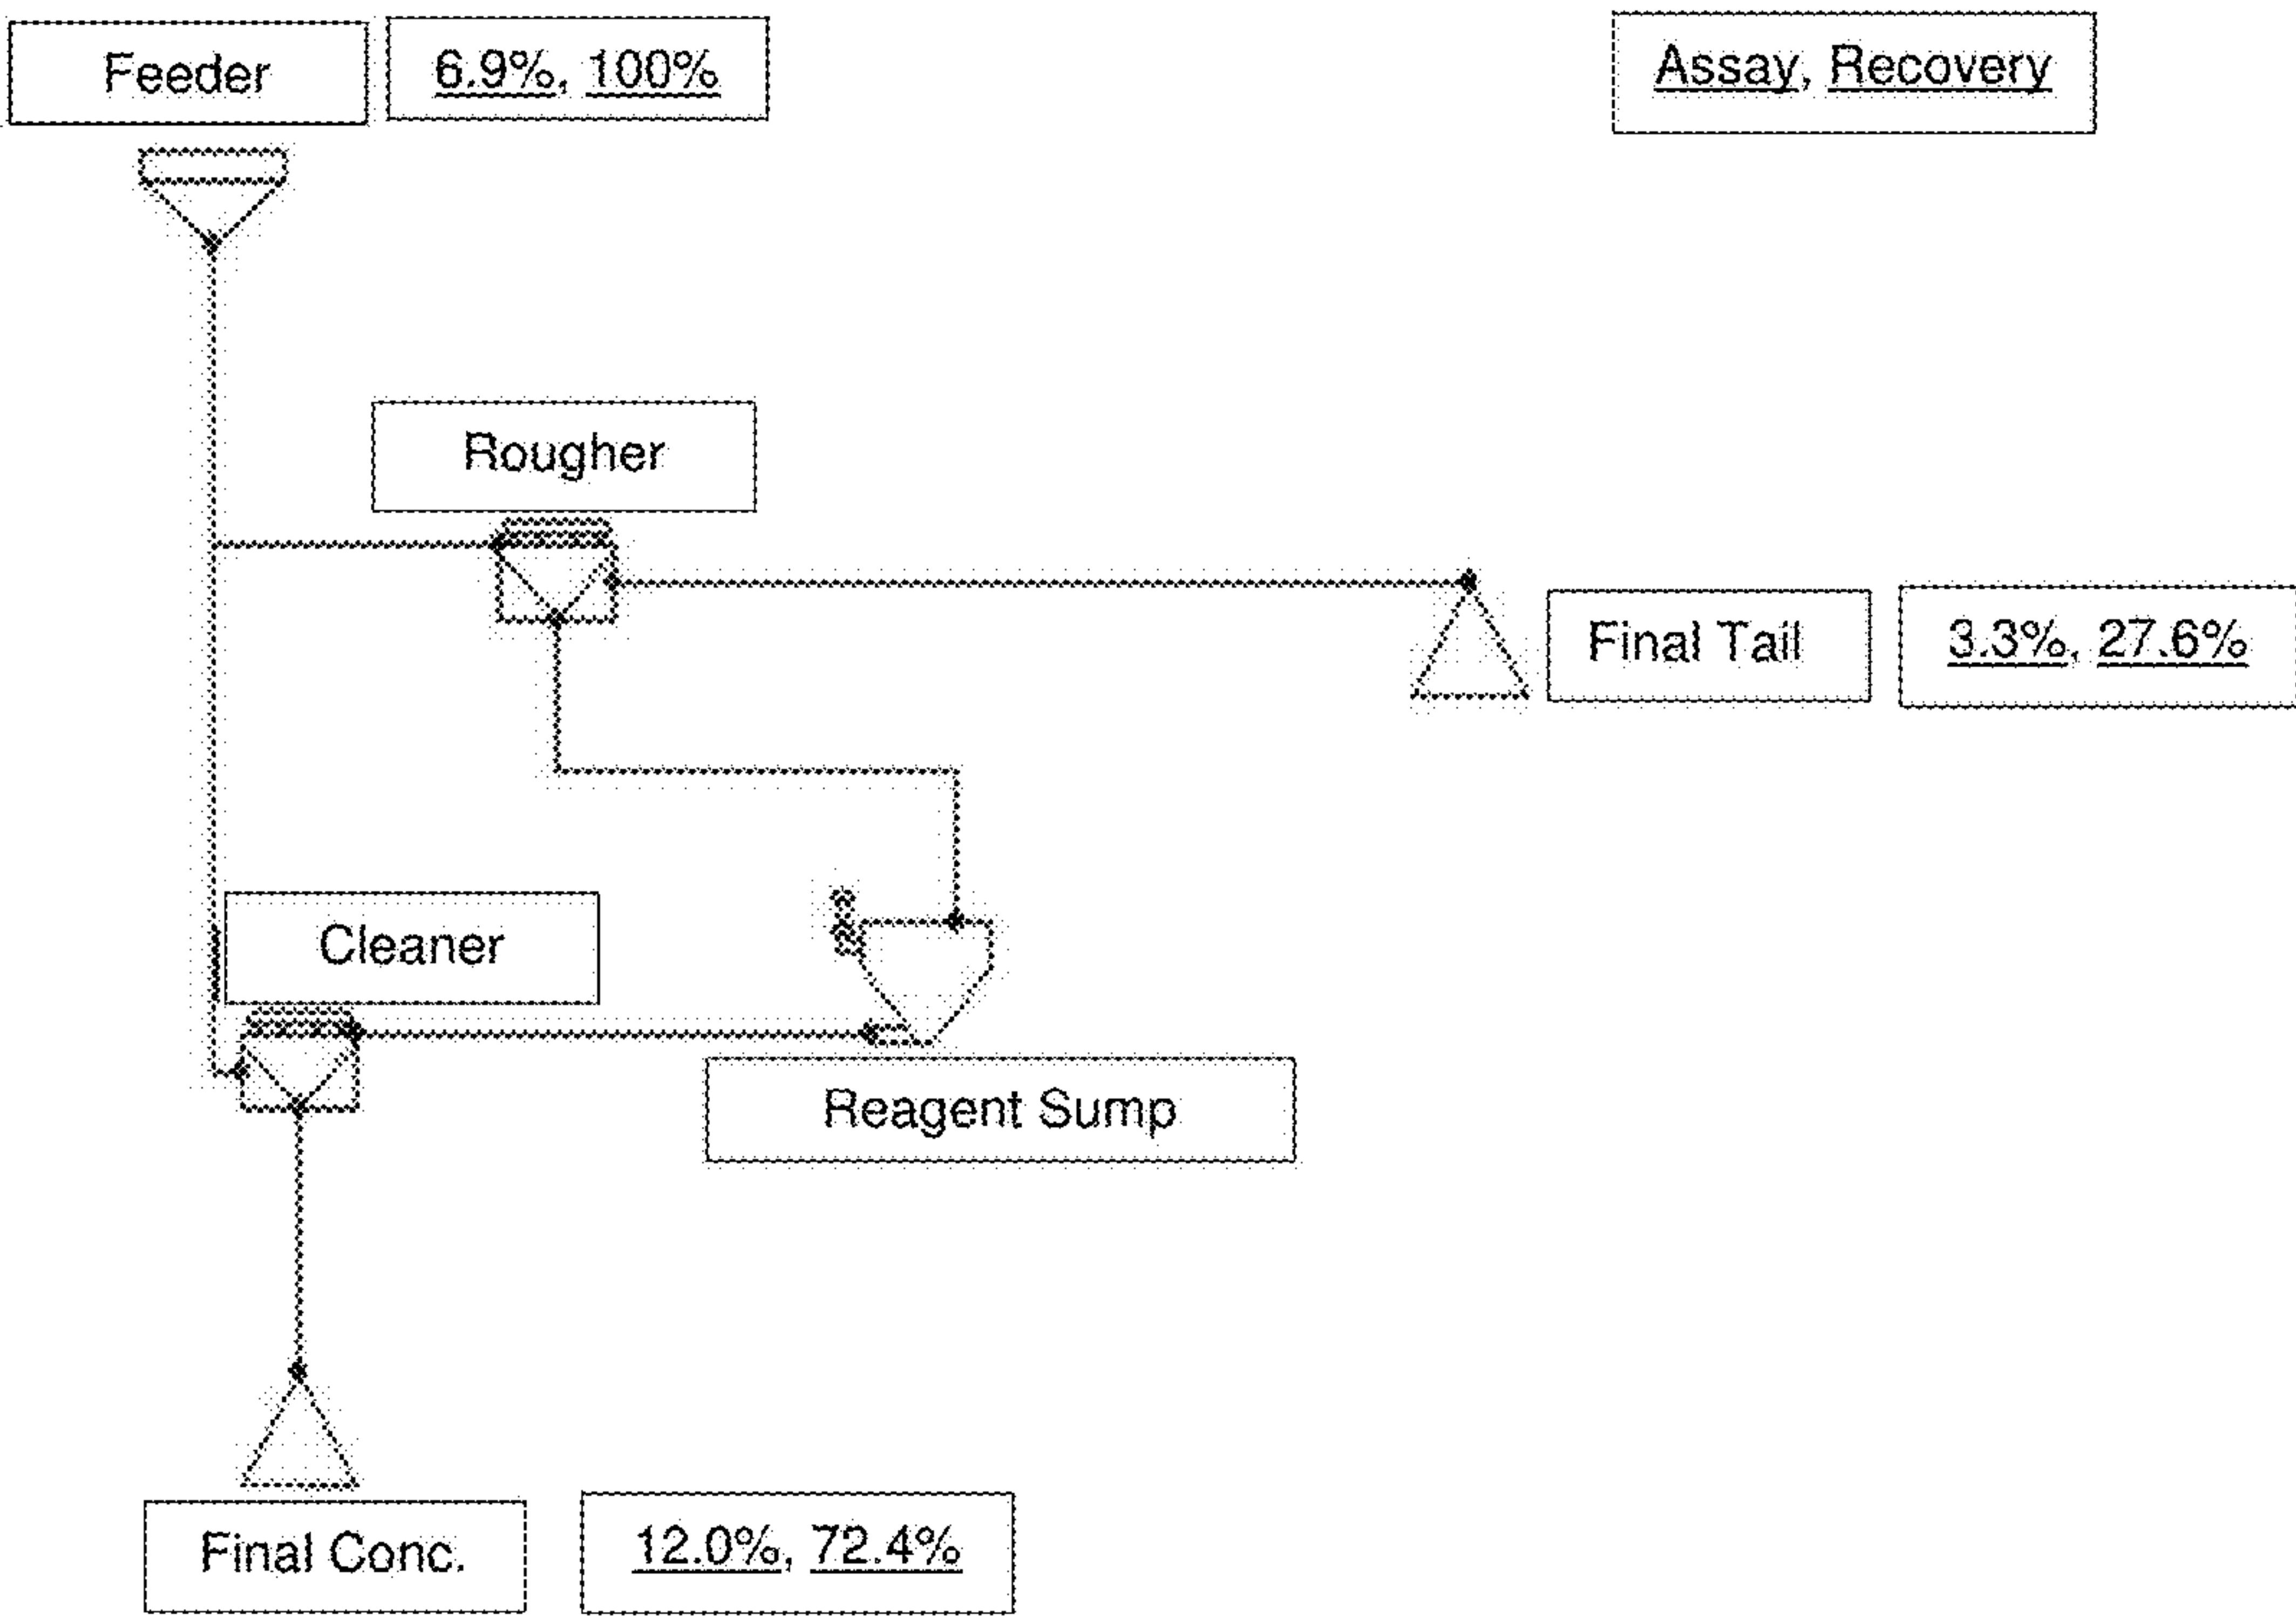 Feeder
6.9%, 100%
Assay, Recovery
Rougher
Final Tail
3.3%, 27.6%
Cleaner
Reagent Sump
Final Conc.
12.0%, 72.4%